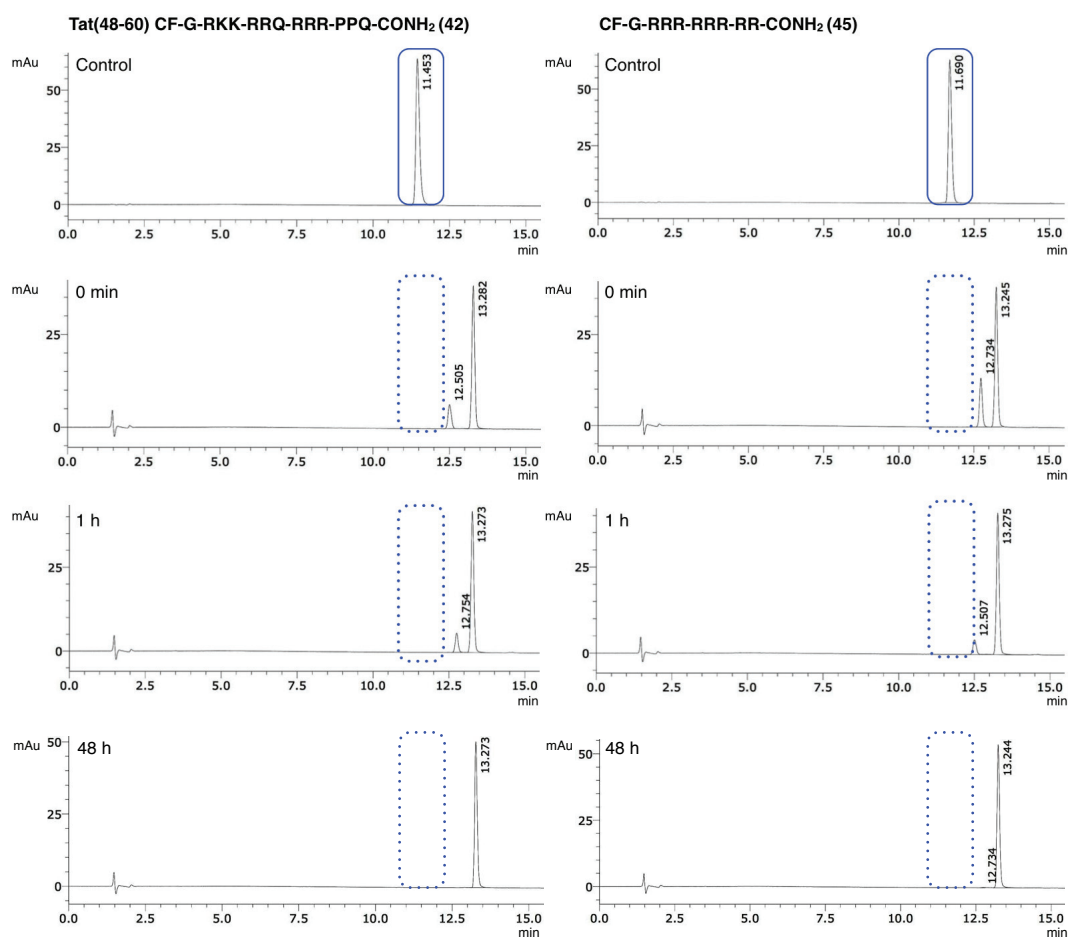 Tat(48-60) CF-G-RKK-RRQ-RRR-PPQ-CONH₂ (42)
mAu
Control
11.453
50
25
0
0.0 2.5 5.0 7.5 10.0 12.5 15.0
min
CF-G-RRR-RRR-RR-CONH₂ (45)
mAu
Control
11.690
50
25
0
0.0 2.5 5.0 7.5 10.0 12.5 15.0
min
mAu
0 min
12.505
13.282
25
0
0.0 2.5 5.0 7.5 10.0 12.5 15.0
min
mAu
0 min
12.734
13.245
25
0
0.0 2.5 5.0 7.5 10.0 12.5 15.0
min
mAu
1 h
12.754
13.273
25
0
0.0 2.5 5.0 7.5 10.0 12.5 15.0
min
mAu
1 h
12.507
13.275
25
0
0.0 2.5 5.0 7.5 10.0 12.5 15.0
min
mAu
48 h
13.273
50
25
0
0.0 2.5 5.0 7.5 10.0 12.5 15.0
min
mAu
48 h
12.734
13.244
50
25
0
0.0 2.5 5.0 7.5 10.0 12.5 15.0
min